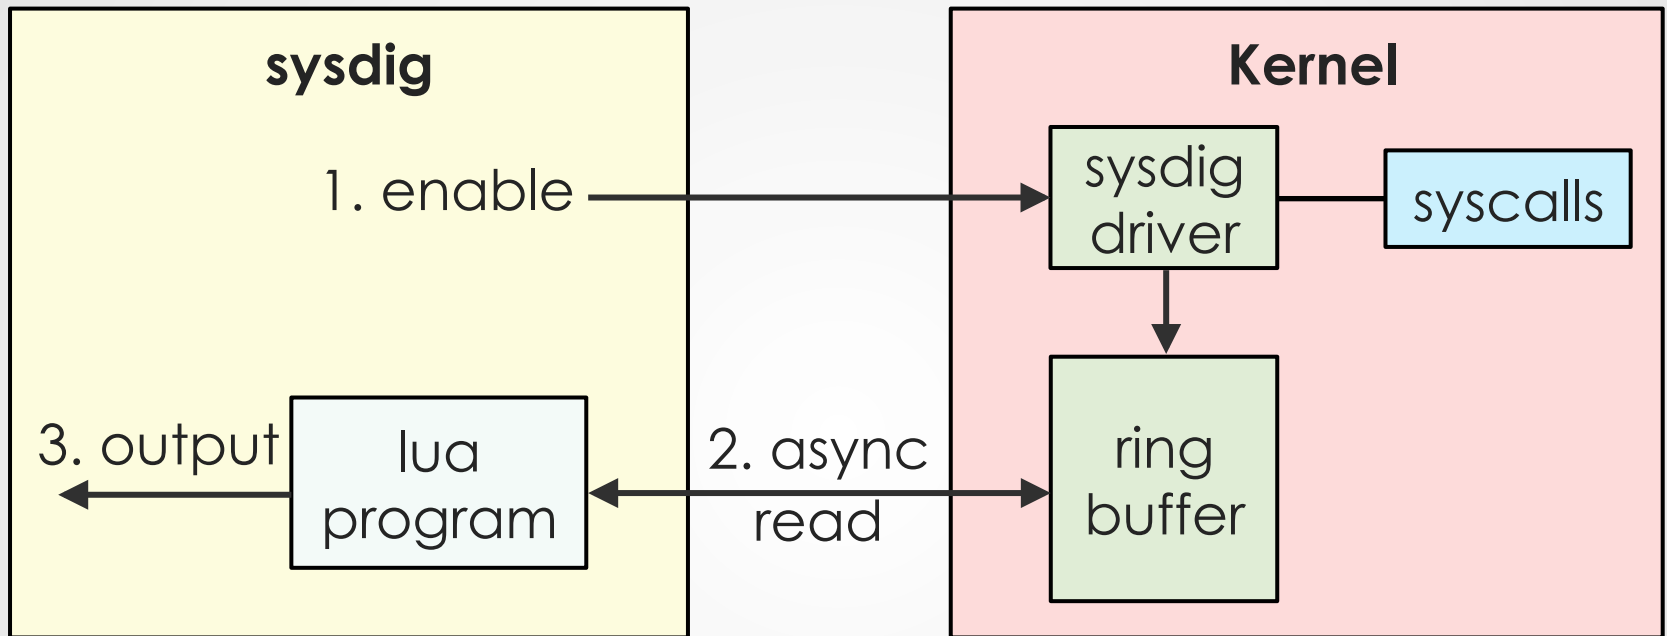 sysdig
Kernel
1. enable
sysdig
driver
syscalls
3. output
lua
program
2. async
read
ring
buffer